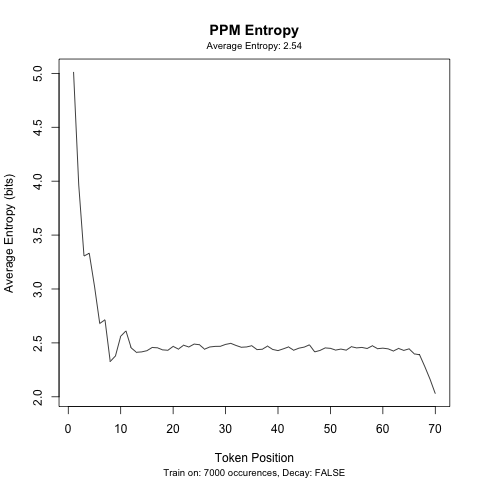 PPM Entropy
Average Entropy: 2.54
Average Entropy (bits)
5.0
4.5
4.0
3.5
3.0
2.5
2.0
0 10 20 30 40 50 60 70
Token Position
Train on: 7000 occurences, Decay: FALSE